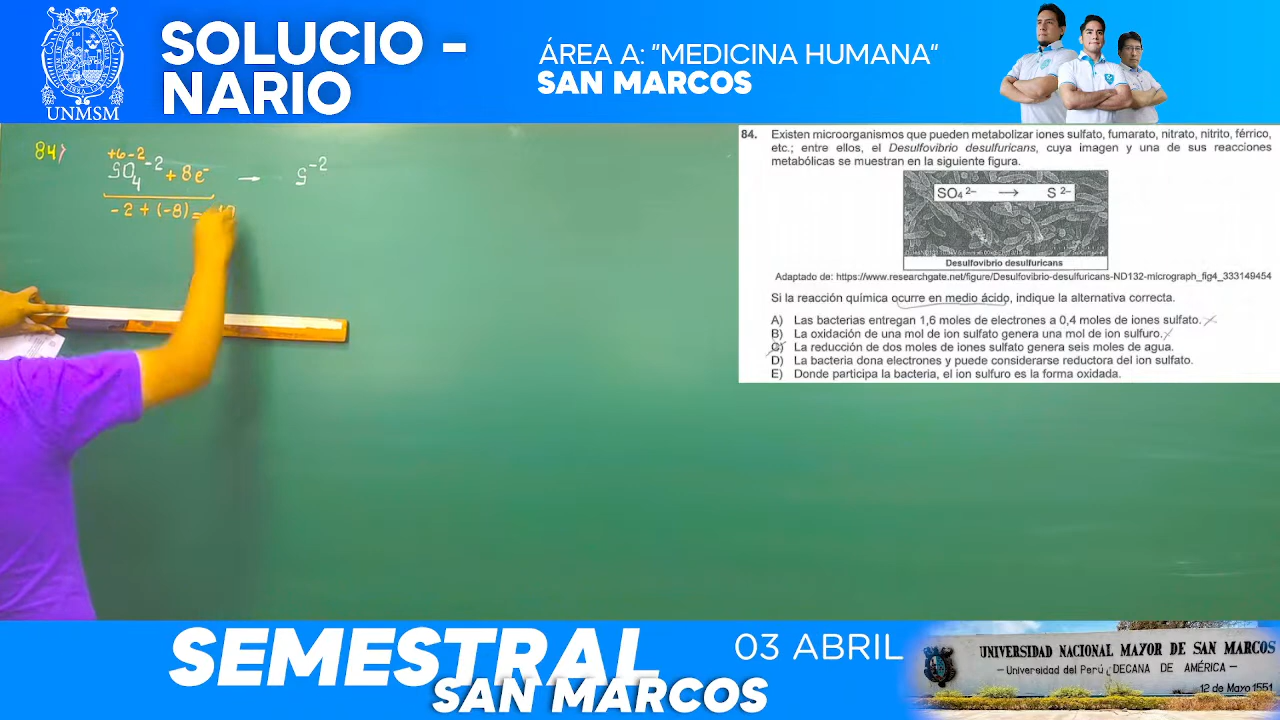 SOLUCIO -
NARIO
ÁREA A: "MEDICINA HUMANA"
SAN MARCOS
UNMSM
84)
+6 -2
SO4 -2 + 8e- → S -2
-2 + (-8) =
84. Existen microorganismos que pueden metabolizar iones sulfato, fumarato, nitrato, nitrito, férrico,
etc.; entre ellos, el Desulfovibrio desulfuricans, cuya imagen y una de sus reacciones
metabólicas se muestran en la siguiente figura.
SO4 2– → S 2–
Desulfovibrio desulfuricans
Adaptado de: https://www.researchgate.net/figure/Desulfovibrio-desulfuricans-ND132-micrograph_fig4_333149454
Si la reacción química ocurre en medio ácido, indique la alternativa correcta.
A) Las bacterias entregan 1,6 moles de electrones a 0,4 moles de iones sulfato.
B) La oxidación de una mol de ion sulfato genera una mol de ion sulfuro.
C) La reducción de dos moles de iones sulfato genera seis moles de agua.
D) La bacteria dona electrones y puede considerarse reductora del ion sulfato.
E) Donde participa la bacteria, el ion sulfuro es la forma oxidada.
SEMESTRAL
SAN MARCOS
03 ABRIL
UNIVERSIDAD NACIONAL MAYOR DE SAN MARCOS
—Universidad del Perú, DECANA DE AMÉRICA—
12 de Mayo 1551